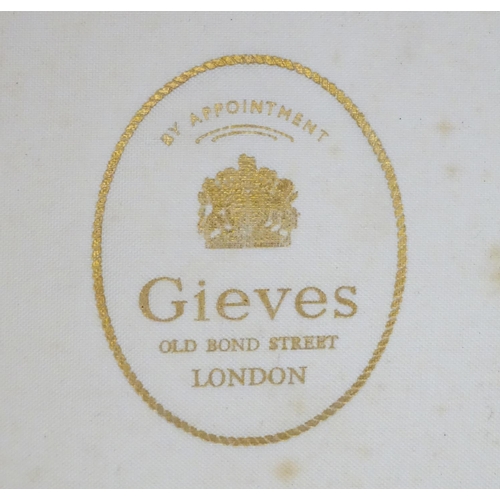 BY APPOINTMENT
Gieves
OLD BOND STREET
LONDON